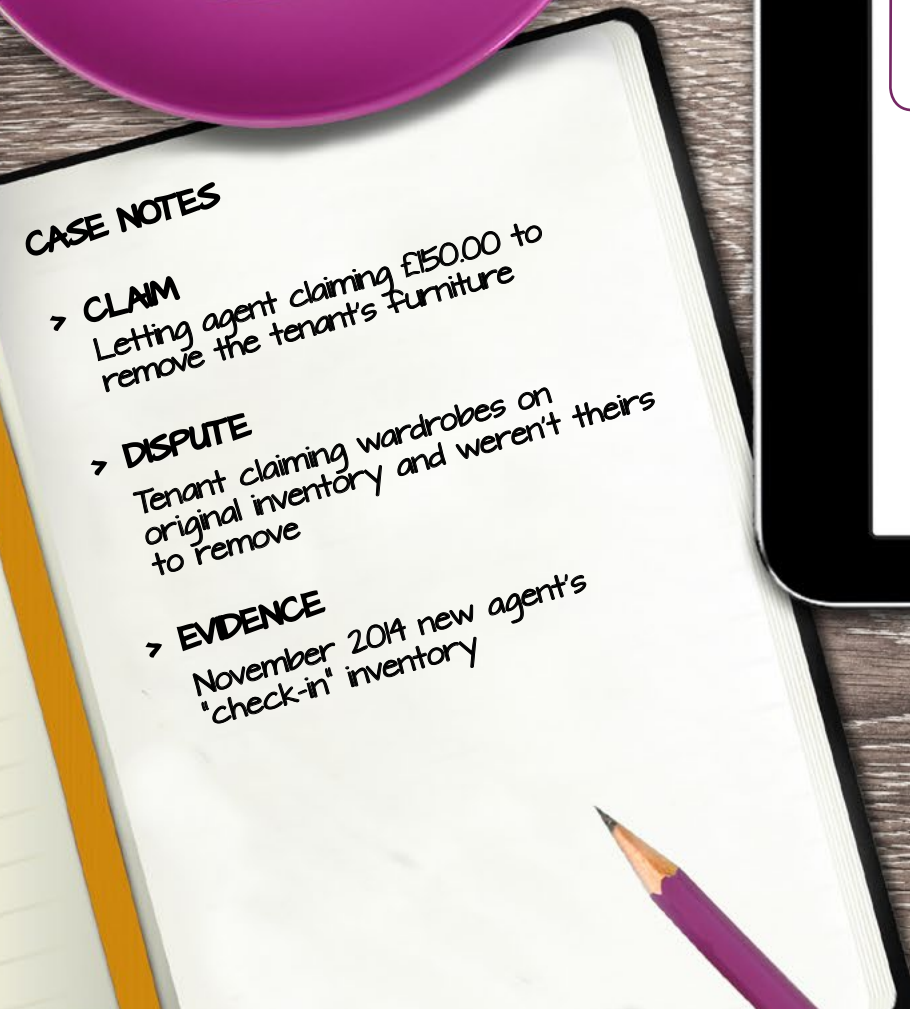 CASE NOTES
> CLAIM
Letting agent claiming £150.00 to
remove the tenant's furniture
> DISPUTE
Tenant claiming wardrobes on
original inventory and weren't theirs
to remove
> EVIDENCE
November 2014 new agent's
"check-in" inventory